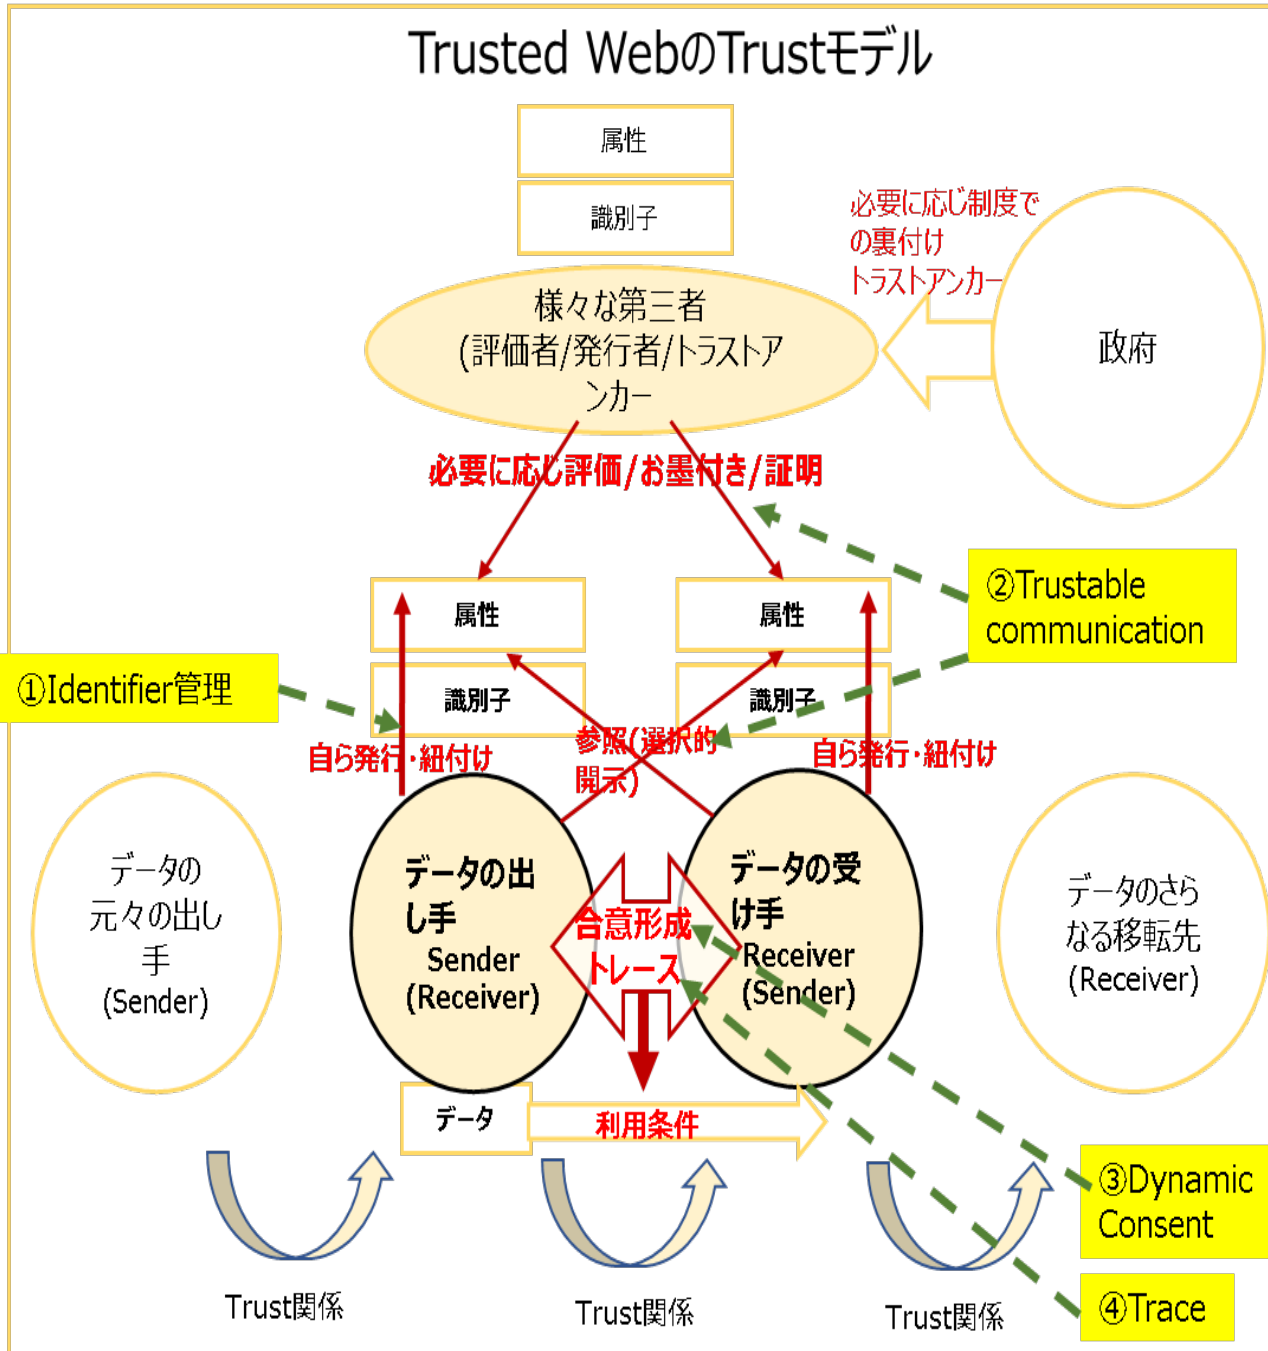 Trusted WebのTrustモデル
属性
識別子
必要に応じ制度で
の裏付け
トラストアンカー
様々な第三者
(評価者/発行者/トラストア
ンカー
政府
必要に応じ評価/お墨付き/証明
②Trustable
communication
属性
属性
①Identifier管理
識別子
識別子
自ら発行・紐付け
参照(選択的
開示)
自ら発行・紐付け
データの
元々の出し
手
(Sender)
データの出
し手
Sender
(Receiver)
合意形成
トレース
データの受
け手
Receiver
(Sender)
データのさら
なる移転先
(Receiver)
データ
利用条件
③Dynamic
Consent
④Trace
Trust関係
Trust関係
Trust関係